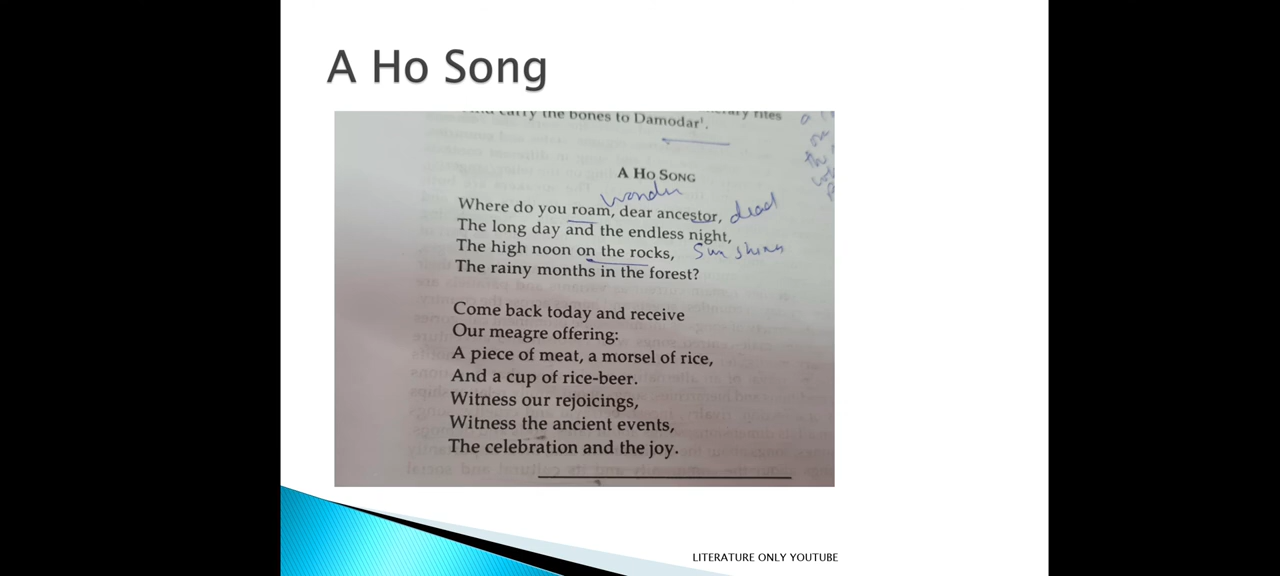 A Ho Song
carry the bones to Damodar¹. rites
A HO SONG
wonder
Where do you roam, dear ancestor, dead
The long day and the endless night,
The high noon on the rocks, Sun shines
The rainy months in the forest?
Come back today and receive
Our meagre offering:
A piece of meat, a morsel of rice,
And a cup of rice-beer.
Witness our rejoicings,
Witness the ancient events,
The celebration and the joy.
LITERATURE ONLY YOUTUBE